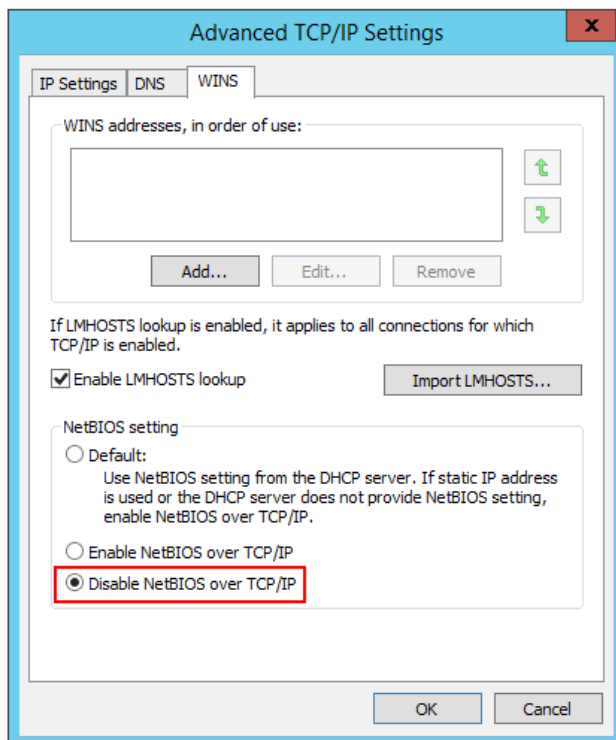 Advanced TCP/IP Settings
x
IP Settings
DNS
WINS
WINS addresses, in order of use:
Add...
Edit...
Remove
If LMHOSTS lookup is enabled, it applies to all connections for which
TCP/IP is enabled.
Enable LMHOSTS lookup
Import LMHOSTS...
NetBIOS setting
Default:
Use NetBIOS setting from the DHCP server. If static IP address
is used or the DHCP server does not provide NetBIOS setting,
enable NetBIOS over TCP/IP.
Enable NetBIOS over TCP/IP
Disable NetBIOS over TCP/IP
OK
Cancel